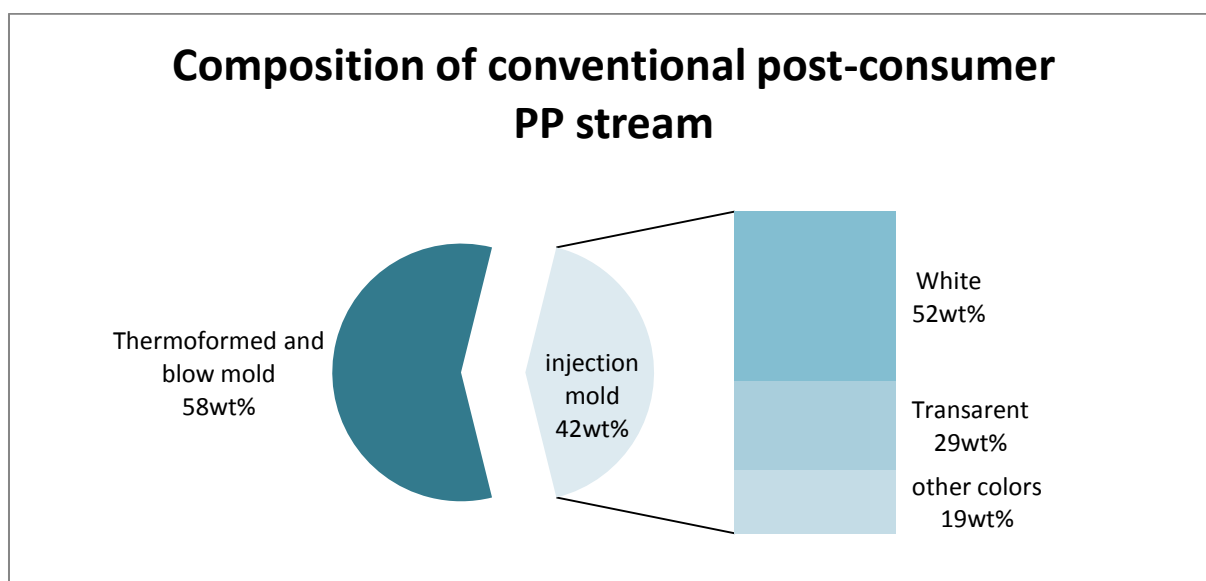 Composition of conventional post-consumer
PP stream
Thermoformed and
blow mold
58wt%
injection
mold
42wt%
White
52wt%
Transarent
29wt%
other colors
19wt%